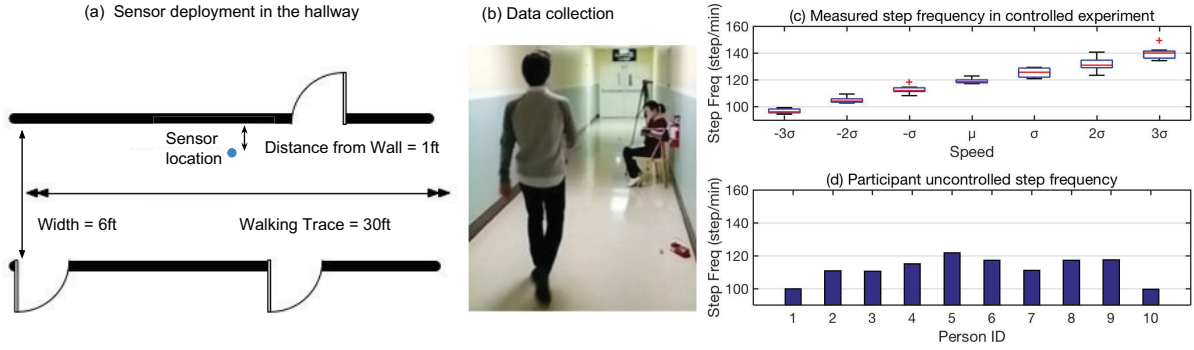 (a) Sensor deployment in the hallway
Sensor
location
Distance from Wall = 1ft
Width = 6ft
Walking Trace = 30ft
(b) Data collection
(c) Measured step frequency in controlled experiment
Step Freq (step/min)
160
140
120
100
-3σ -2σ -σ μ σ 2σ 3σ
Speed
(d) Participant uncontrolled step frequency
Step Freq (step/min)
160
140
120
100
1 2 3 4 5 6 7 8 9 10
Person ID